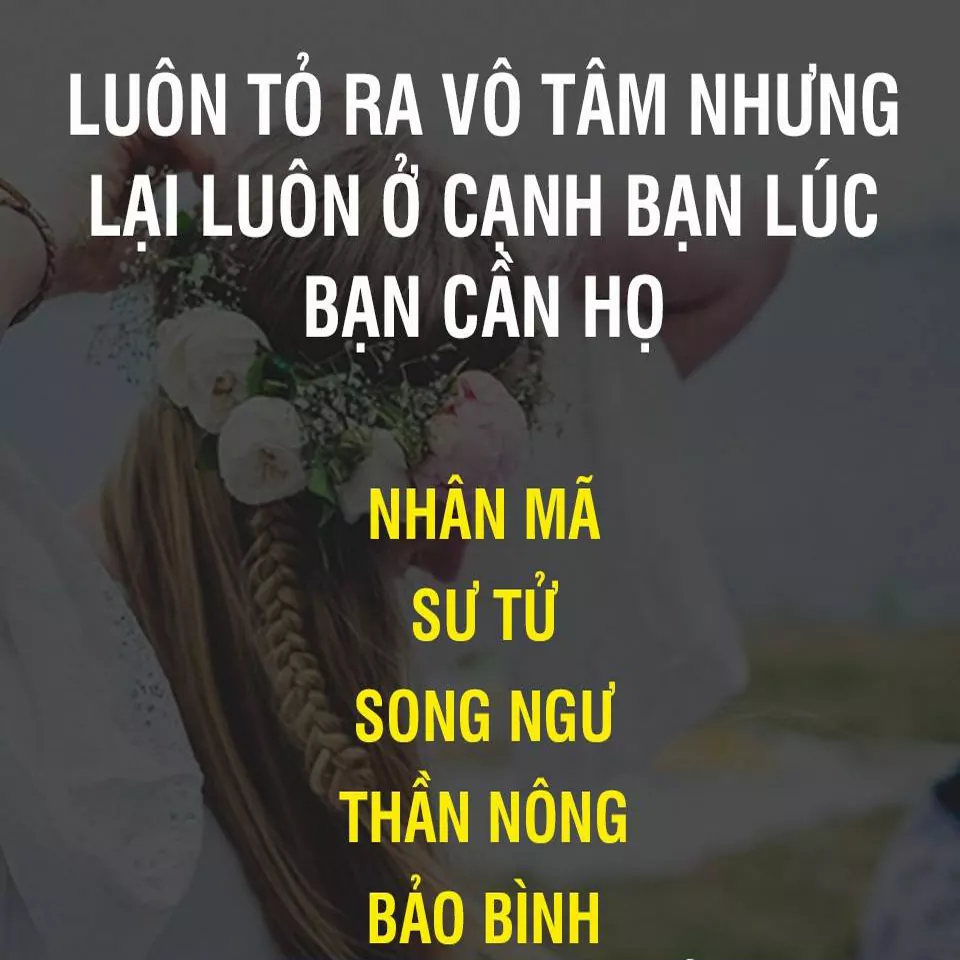 LUÔN TỎ RA VÔ TÂM NHƯNG
LẠI LUÔN Ở CẠNH BẠN LÚC
BẠN CẦN HỌ
NHÂN MÃ
SƯ TỬ
SONG NGƯ
THẦN NÔNG
BẢO BÌNH